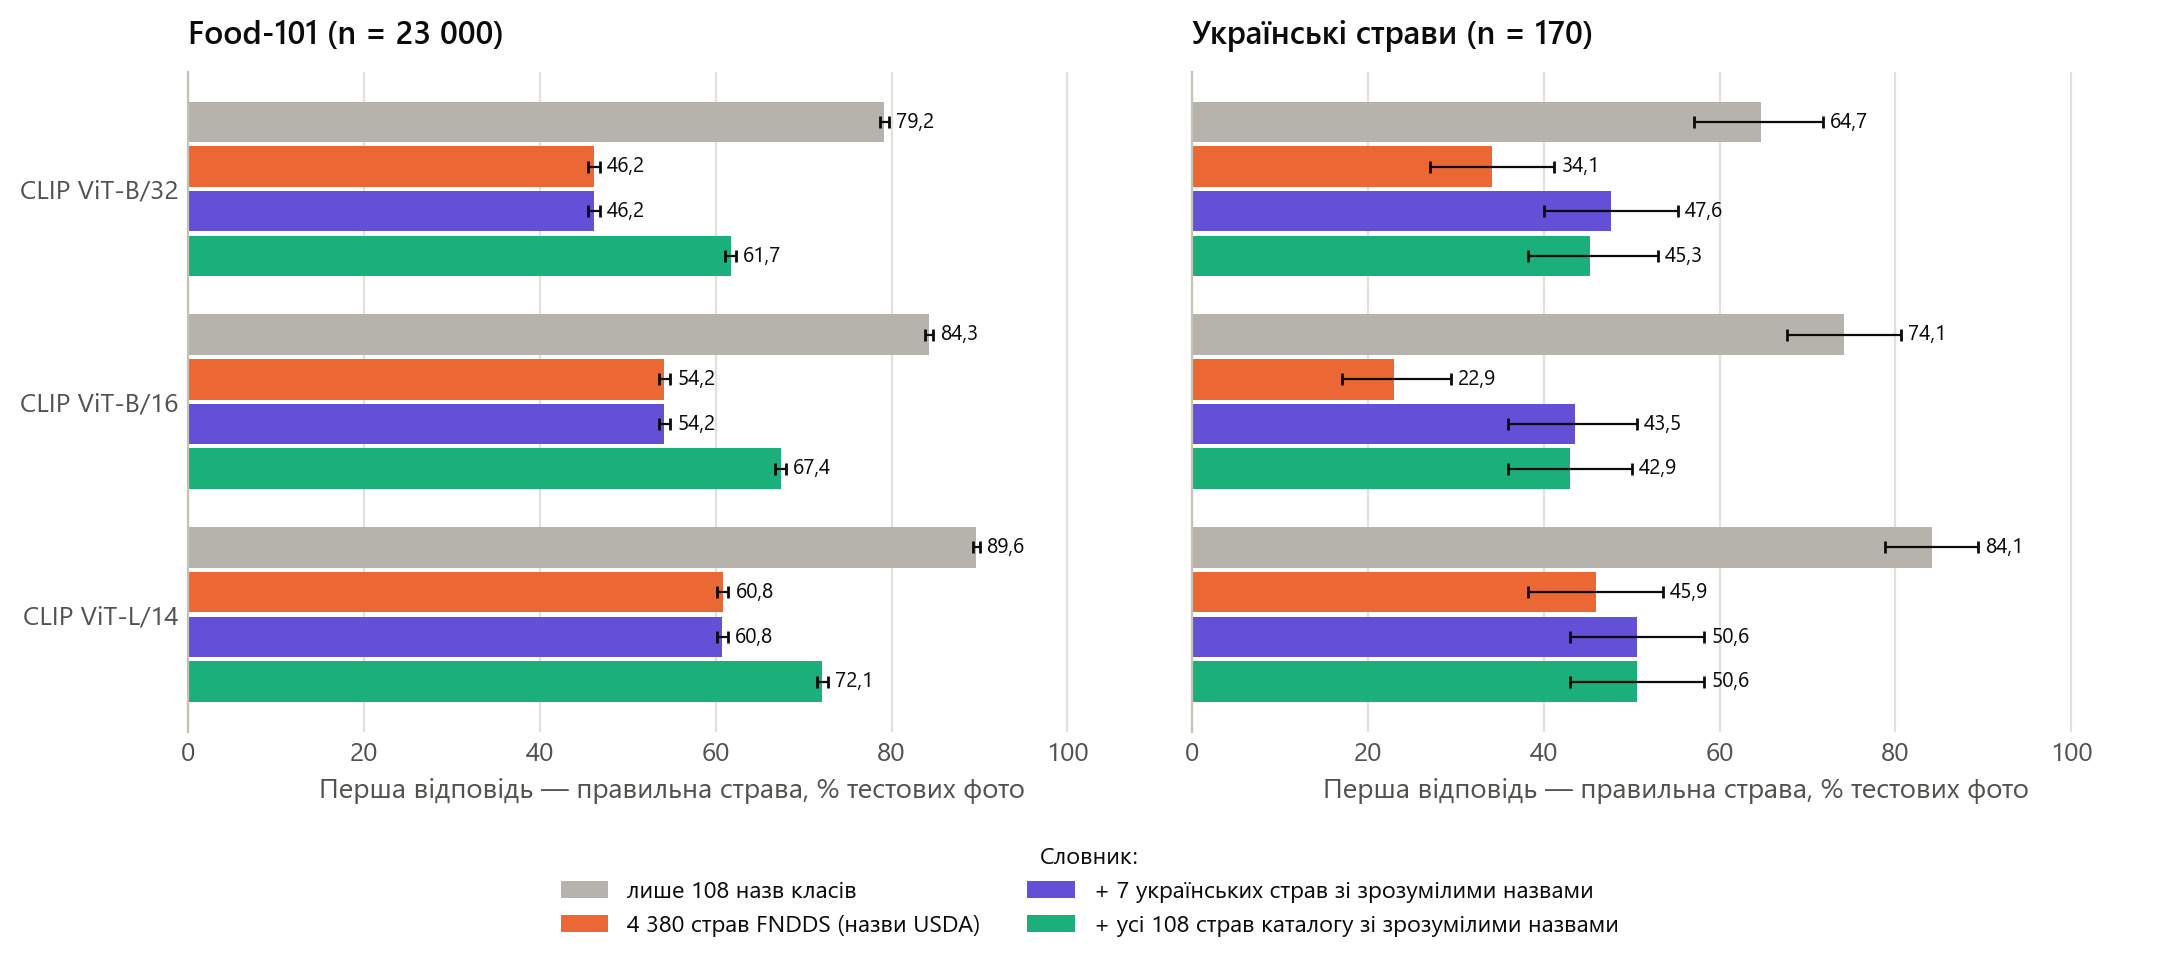 Food-101 (n = 23 000)
CLIP ViT-B/32
79,2
46,2
46,2
61,7
CLIP ViT-B/16
84,3
54,2
54,2
67,4
CLIP ViT-L/14
89,6
60,8
60,8
72,1
0 20 40 60 80 100
Перша відповідь — правильна страва, % тестових фото
Українські страви (n = 170)
64,7
34,1
47,6
45,3
74,1
22,9
43,5
42,9
84,1
45,9
50,6
50,6
0 20 40 60 80 100
Перша відповідь — правильна страва, % тестових фото
Словник:
лише 108 назв класів
4 380 страв FNDDS (назви USDA)
+ 7 українських страв зі зрозумілими назвами
+ усі 108 страв каталогу зі зрозумілими назвами